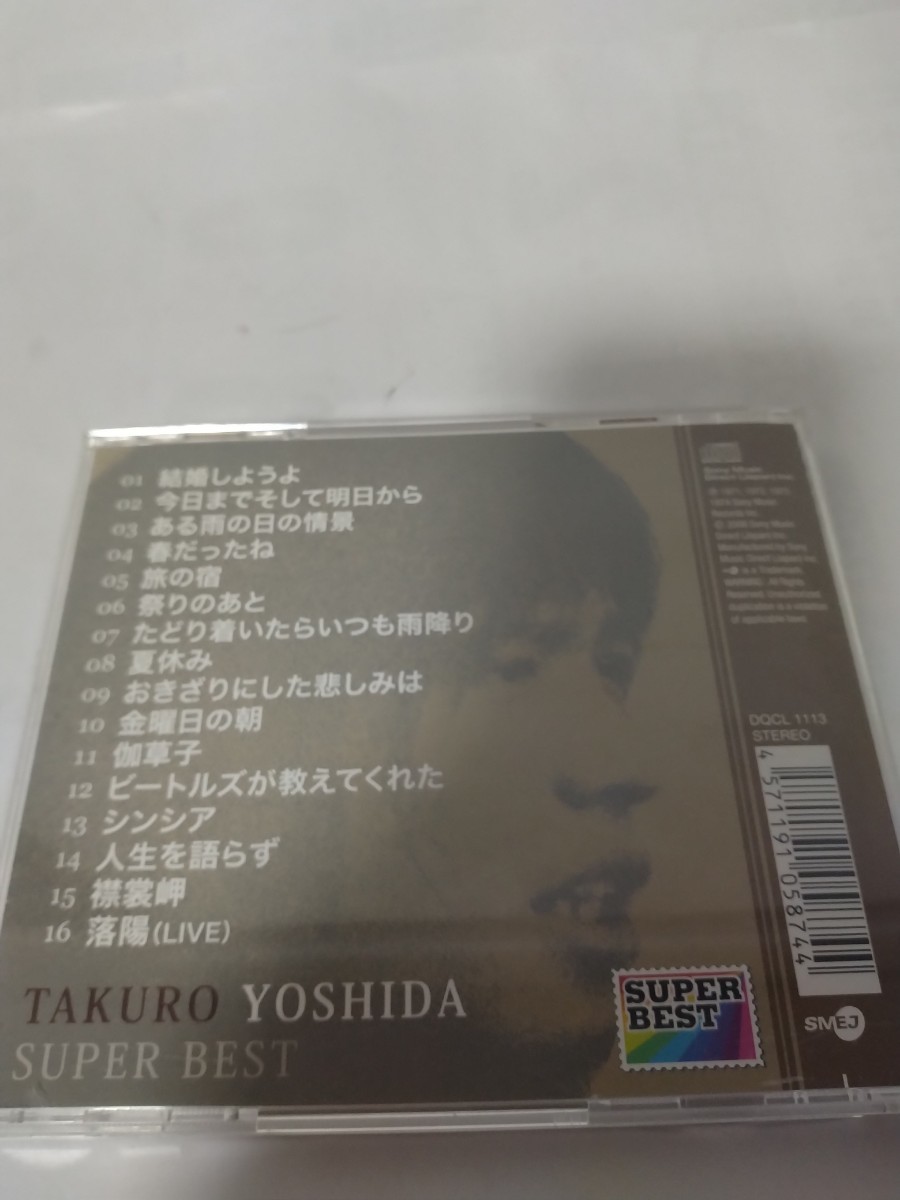 01 結婚しようよ
02 今日までそして明日から
03 ある雨の日の情景
04 春だったね
05 旅の宿
06 祭りのあと
07 たどり着いたらいつも雨降り
08 夏休み
09 おきざりにした悲しみは
10 金曜日の朝
11 伽草子
12 ビートルズが教えてくれた
13 シンシア
14 人生を語らず
15 襟裳岬
16 落陽(LIVE)
TAKURO YOSHIDA
SUPER BEST
SUPER
BEST
DQCL 1113
STEREO
4 571191 058744
SMEJ